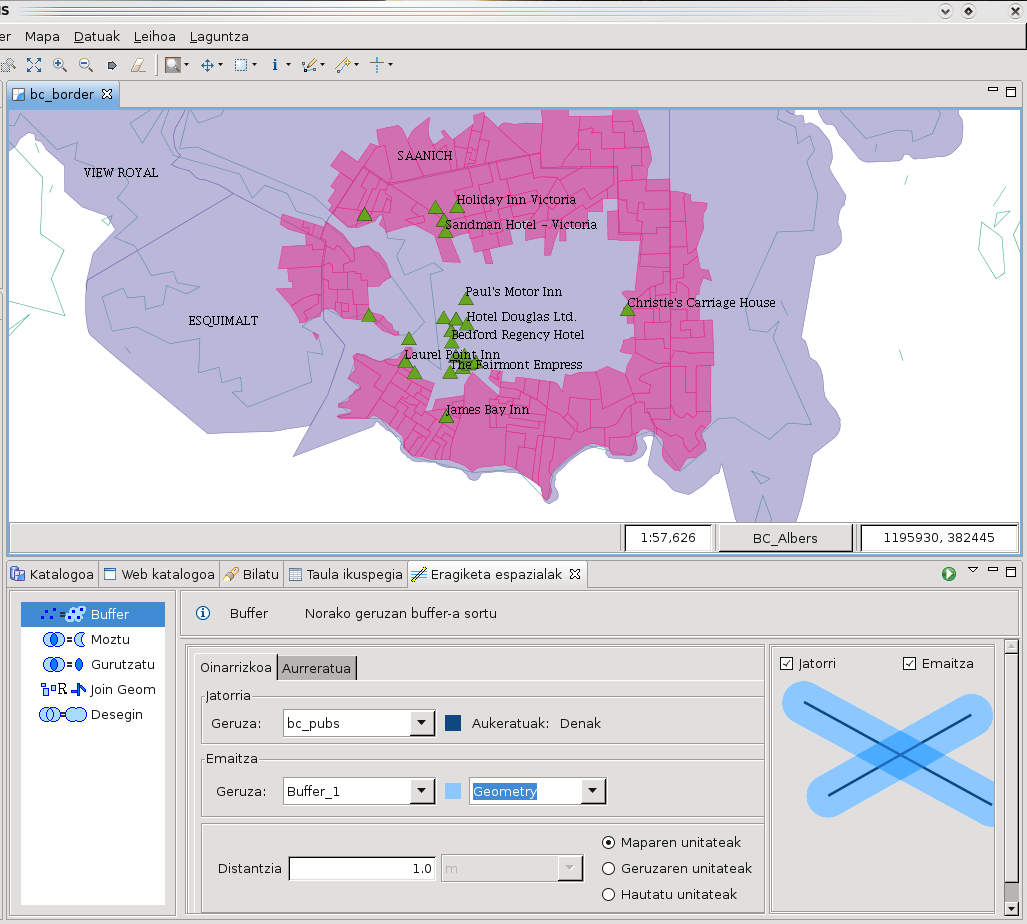 S
er Mapa Datuak Leihoa Laguntza
bc_border
SAANICH
VIEW ROYAL
Holiday Inn Victoria
Sandman Hotel - Victoria
Paul's Motor Inn
Christie's Carriage House
Hotel Douglas Ltd.
ESQUIMALT
Bedford Regency Hotel
Laurel Point Inn
The Fairmont Empress
James Bay Inn
1:57,626 BC_Albers 1195930, 382445
Katalogoa Web katalogoa Bilatu Taula ikuspegia Eragiketa espazialak
Buffer
Moztu
Gurutzatu
Join Geom
Desegin
Buffer Norako geruzan buffer-a sortu
Oinarrizkoa Aurreratua
Jatorria
Geruza: bc_pubs Aukeratuak: Denak
Emaitza
Geruza: Buffer_1 Geometry
Distantzia 1.0 m
Maparen unitateak
Geruzaren unitateak
Hautatu unitateak
Jatorri Emaitza